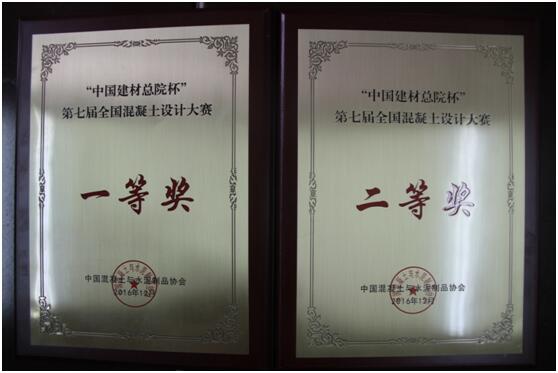 “中国建材总院杯”
第七届全国混凝土设计大赛
一等奖
中国混凝土与水泥制品协会
2016年12月
“中国建材总院杯”
第七届全国混凝土设计大赛
二等奖
中国混凝土与水泥制品协会
2016年12月